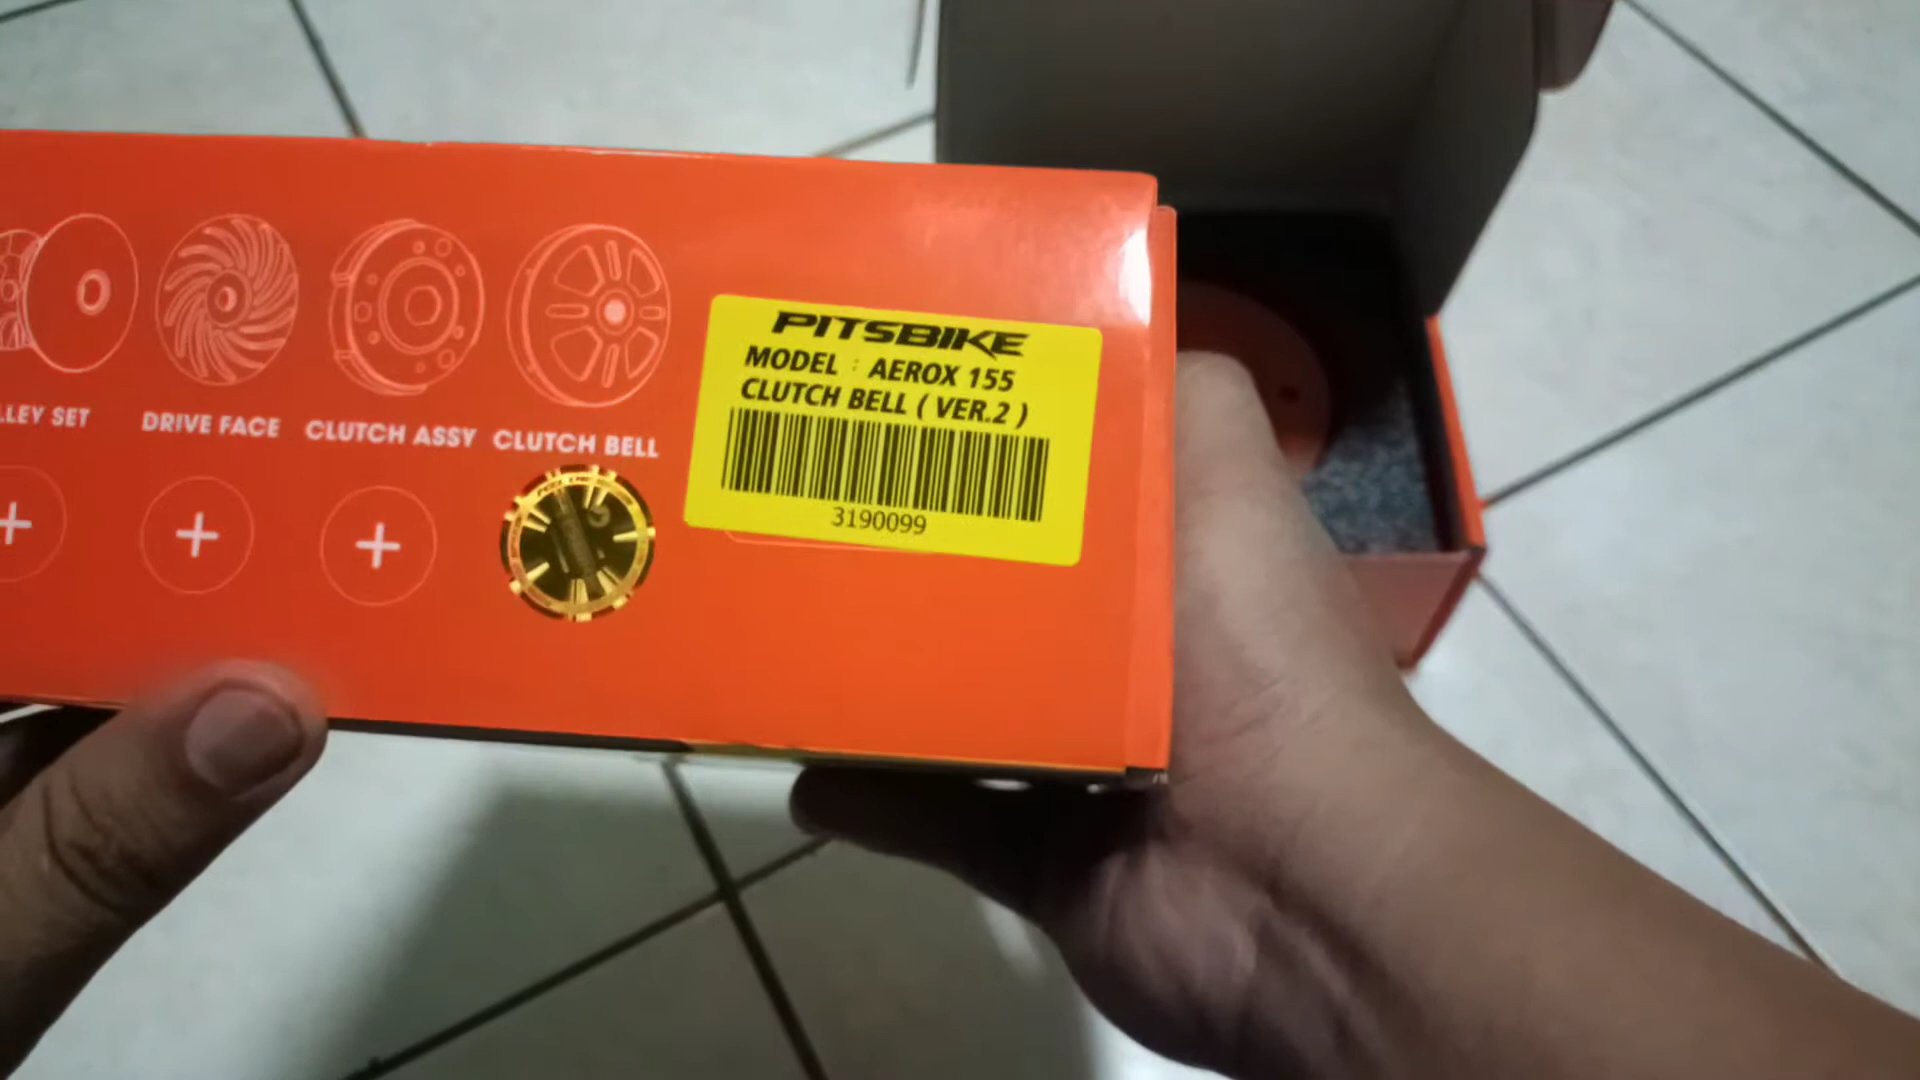 LLEY SET
DRIVE FACE
CLUTCH ASSY
CLUTCH BELL
PITSBIKE
MODEL : AEROX 155
CLUTCH BELL ( VER.2 )
3190099